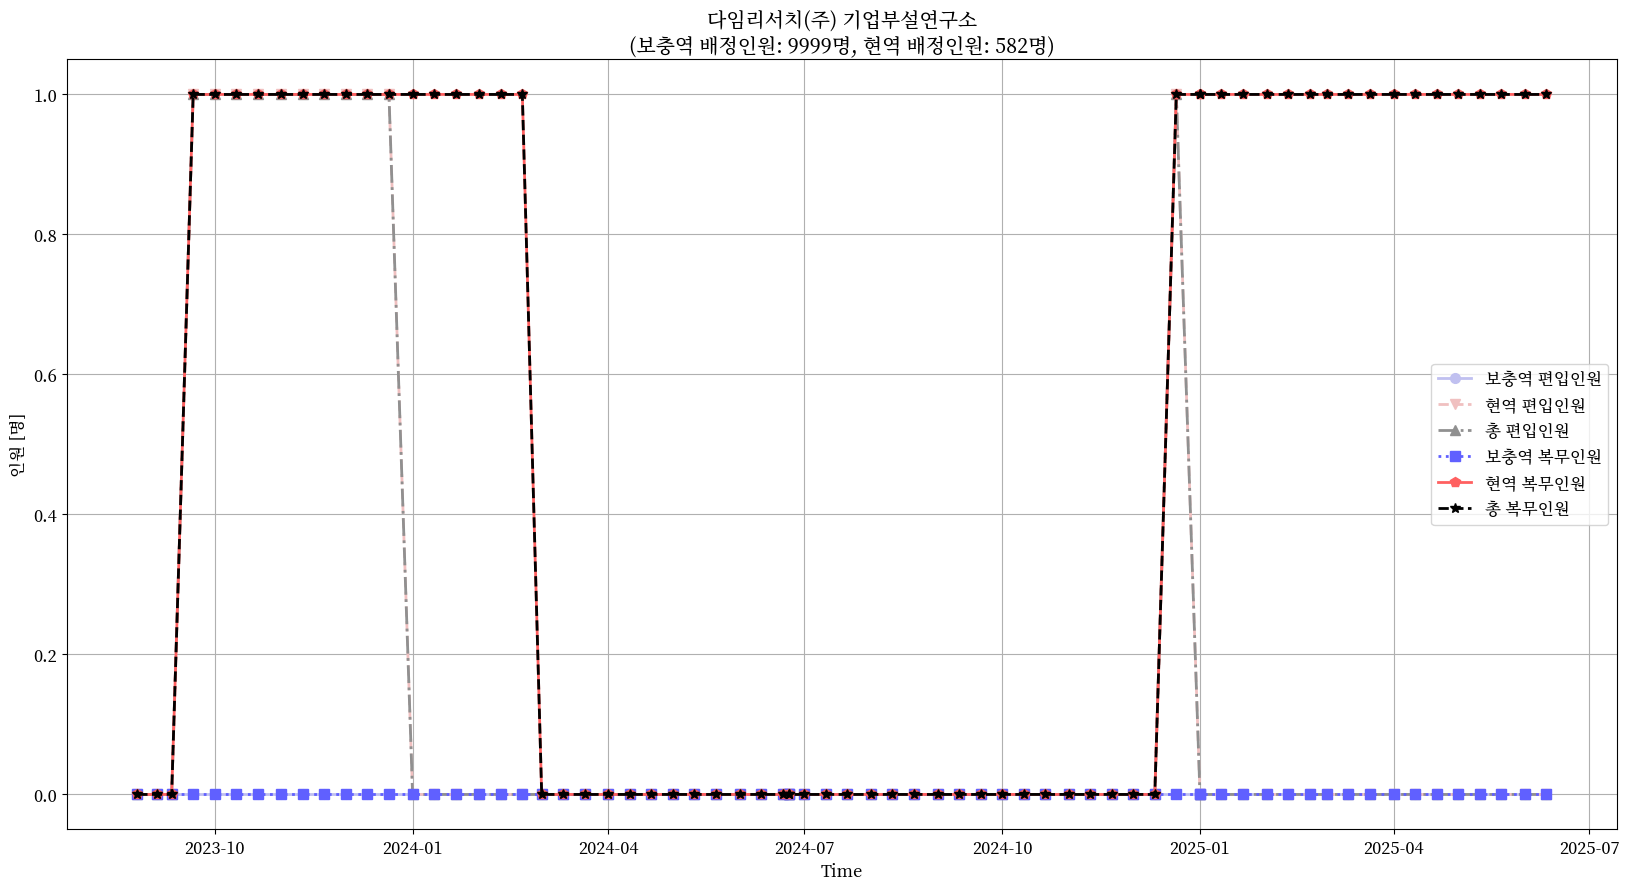 다임리서치(주) 기업부설연구소
(보충역 배정인원: 9999명, 현역 배정인원: 582명)
인원 [명]
1.0
0.8
0.6
0.4
0.2
0.0
보충역 편입인원
현역 편입인원
총 편입인원
보충역 복무인원
현역 복무인원
총 복무인원
2023-10
2024-01
2024-04
2024-07
2024-10
2025-01
2025-04
2025-07
Time